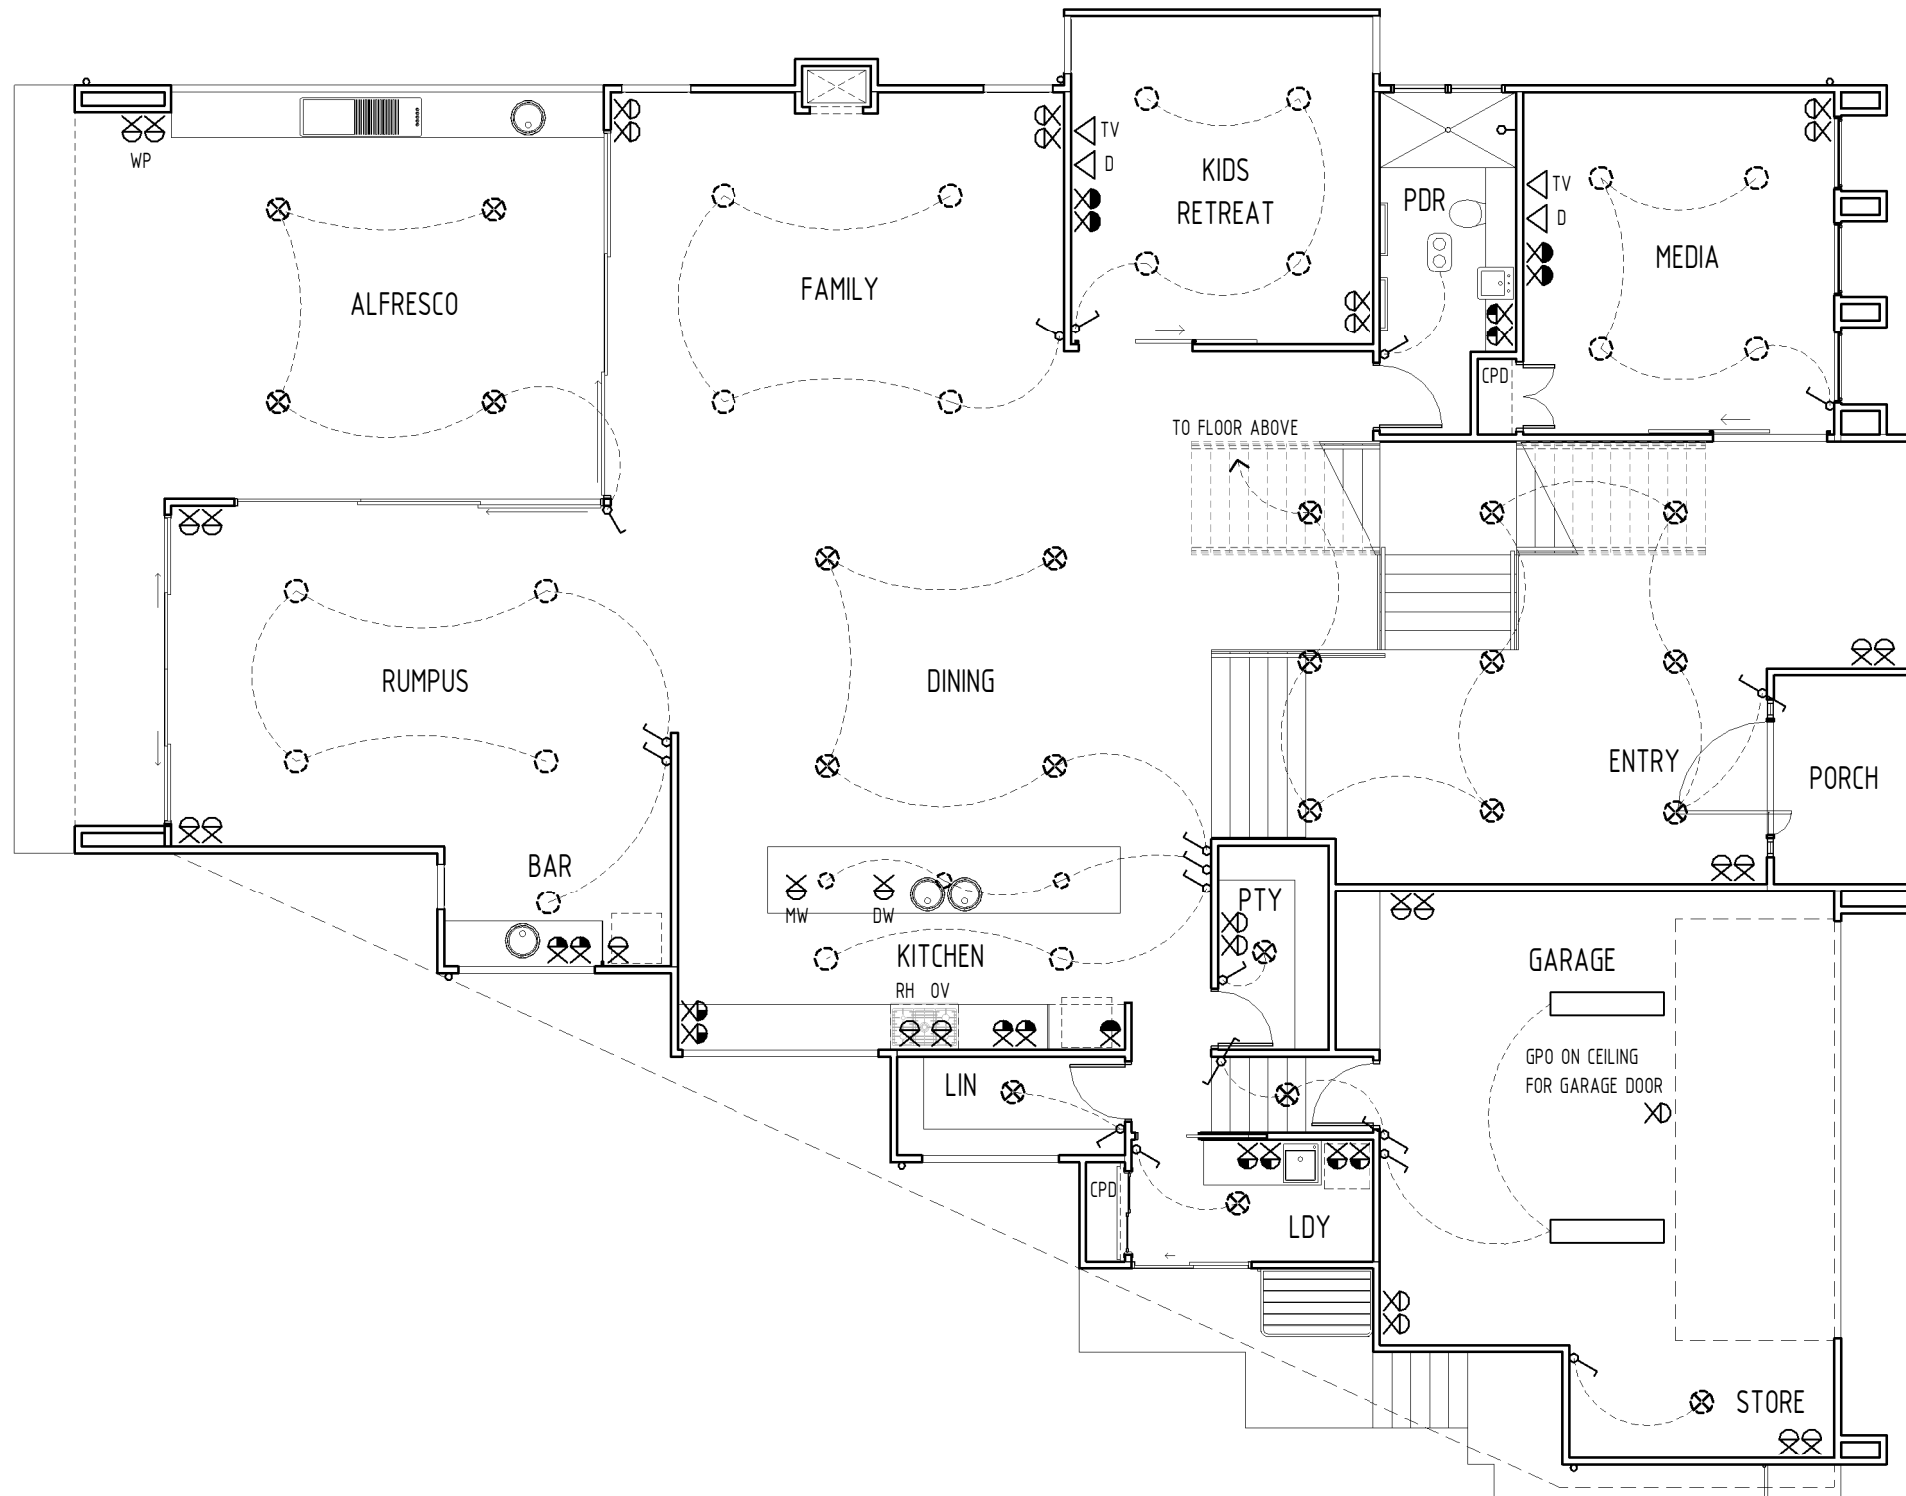 WP
TV
D
KIDS
RETREAT
PDR
TV
D
MEDIA
ALFRESCO
FAMILY
CPD
TO FLOOR ABOVE
RUMPUS
DINING
ENTRY
PORCH
BAR
MW
DW
PTY
KITCHEN
RH OV
GARAGE
GPO ON CEILING
FOR GARAGE DOOR
LIN
CPD
LDY
STORE